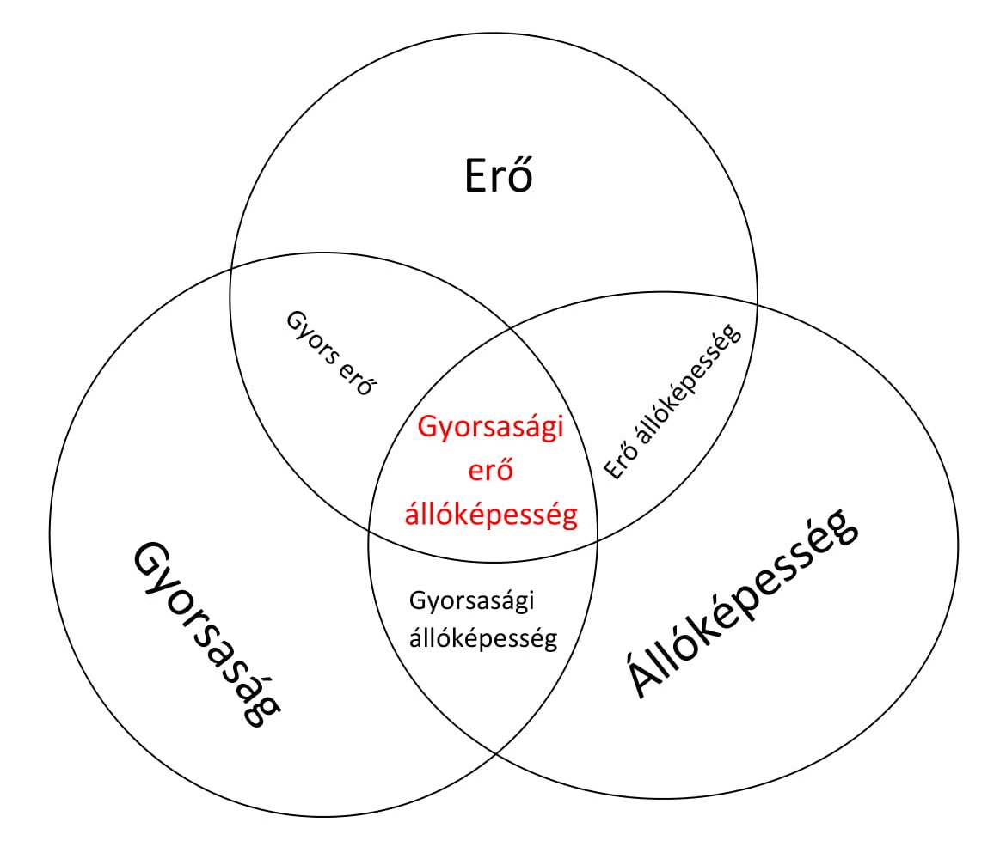 Erő
Gyors erő
Erő állóképesség
Gyorsasági
erő
állóképesség
Gyorsaság
Gyorsasági
állóképesség
Állóképesség